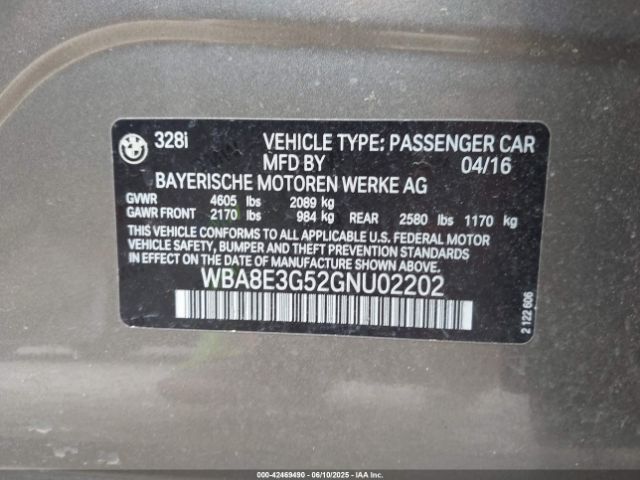 BMW
328i
VEHICLE TYPE: PASSENGER CAR
MFD BY 04/16
BAYERISCHE MOTOREN WERKE AG
GVWR 4605 lbs 2089 kg
GAWR FRONT 2170 lbs 984 kg REAR 2580 lbs 1170 kg
THIS VEHICLE CONFORMS TO ALL APPLICABLE U.S. FEDERAL MOTOR
VEHICLE SAFETY, BUMPER AND THEFT PREVENTION STANDARDS
IN EFFECT ON THE DATE OF MANUFACTURE SHOWN ABOVE.
WBA8E3G52GNU02202
2 122 606
000-42469490 - 06/10/2025 - IAAI.COM